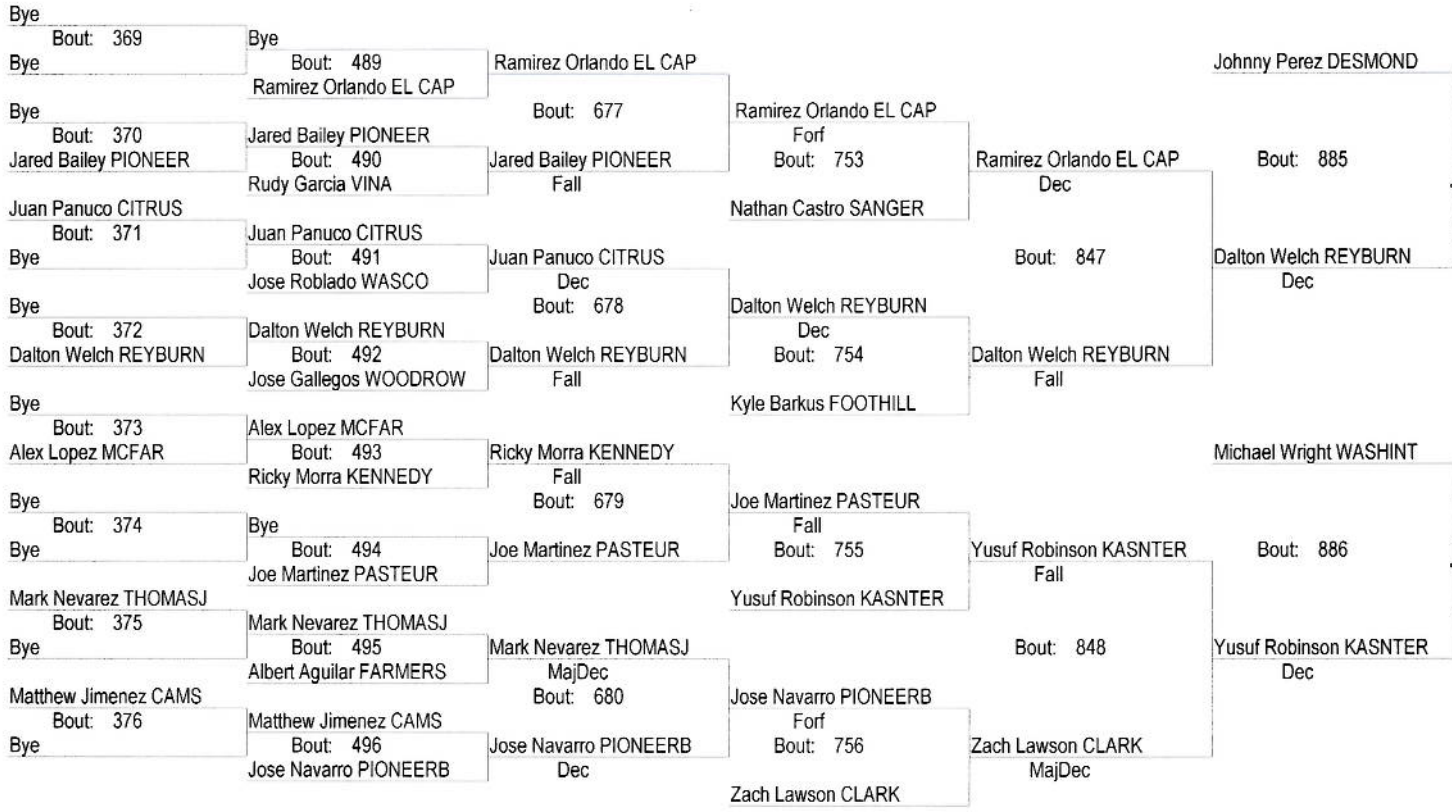 Bye
Bout: 369
Bye
Bye
Bout: 370
Jared Bailey PIONEER
Juan Panuco CITRUS
Bout: 371
Bye
Bye
Bout: 372
Dalton Welch REYBURN
Bye
Bout: 373
Alex Lopez MCFAR
Bye
Bout: 374
Bye
Mark Nevarez THOMASJ
Bout: 375
Bye
Matthew Jimenez CAMS
Bout: 376
Bye
Bye
Bout: 489
Ramirez Orlando EL CAP
Jared Bailey PIONEER
Bout: 490
Rudy Garcia VINA
Juan Panuco CITRUS
Bout: 491
Jose Roblado WASCO
Dalton Welch REYBURN
Bout: 492
Jose Gallegos WOODROW
Alex Lopez MCFAR
Bout: 493
Ricky Morra KENNEDY
Bye
Bout: 494
Joe Martinez PASTEUR
Mark Nevarez THOMASJ
Bout: 495
Albert Aguilar FARMERS
Matthew Jimenez CAMS
Bout: 496
Jose Navarro PIONEERB
Ramirez Orlando EL CAP
Bout: 677
Jared Bailey PIONEER
Fall
Juan Panuco CITRUS
Dec
Bout: 678
Dalton Welch REYBURN
Fall
Ricky Morra KENNEDY
Fall
Bout: 679
Joe Martinez PASTEUR
Mark Nevarez THOMASJ
MajDec
Bout: 680
Jose Navarro PIONEERB
Dec
Ramirez Orlando EL CAP
Forf
Bout: 753
Nathan Castro SANGER
Dalton Welch REYBURN
Dec
Bout: 754
Kyle Barkus FOOTHILL
Joe Martinez PASTEUR
Fall
Bout: 755
Yusuf Robinson KASNTER
Jose Navarro PIONEERB
Forf
Bout: 756
Zach Lawson CLARK
Ramirez Orlando EL CAP
Dec
Bout: 847
Dalton Welch REYBURN
Fall
Yusuf Robinson KASNTER
Fall
Bout: 848
Zach Lawson CLARK
MajDec
Johnny Perez DESMOND
Bout: 885
Dalton Welch REYBURN
Dec
Michael Wright WASHINT
Bout: 886
Yusuf Robinson KASNTER
Dec